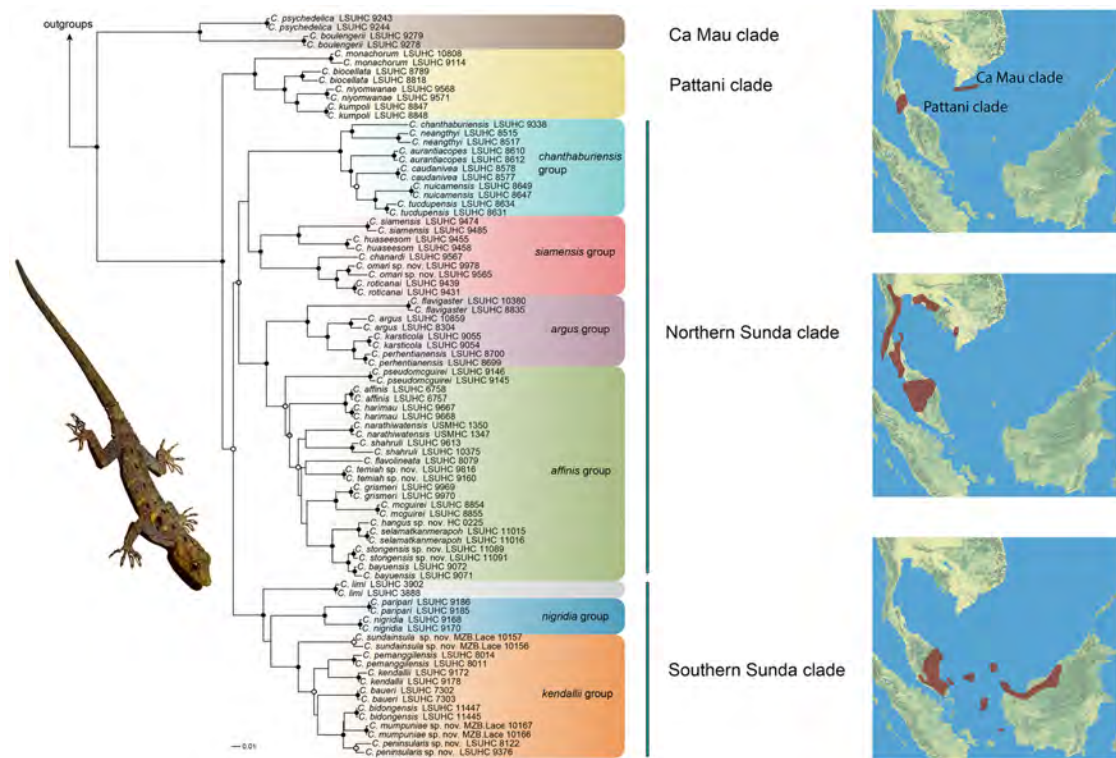 outgroups
C. psychedelica LSUHC 9243
C. psychedelica LSUHC 9244
C. boulengerii LSUHC 9279
C. boulengerii LSUHC 9278
Ca Mau clade
C. monachorum LSUHC 10808
C. monachorum LSUHC 9114
C. biocellata LSUHC 8789
C. biocellata LSUHC 8818
C. niyomwanae LSUHC 9568
C. niyomwanae LSUHC 9571
C. kumpoli LSUHC 8847
C. kumpoli LSUHC 8848
Pattani clade
C. chanthaburiensis LSUHC 9338
C. neangthyi LSUHC 8515
C. neangthyi LSUHC 8517
C. aurantiacopes LSUHC 8610
C. aurantiacopes LSUHC 8612
C. caudanivea LSUHC 8578
C. caudanivea LSUHC 8577
C. nuicamensis LSUHC 8649
C. nuicamensis LSUHC 8647
C. tucdupensis LSUHC 8634
C. tucdupensis LSUHC 8631
chanthaburiensis
group
C. siamensis LSUHC 9474
C. siamensis LSUHC 9485
C. huaseesom LSUHC 9455
C. huaseesom LSUHC 9458
C. chanardi LSUHC 9567
C. omari sp. nov. LSUHC 9978
C. omari sp. nov. LSUHC 9565
C. roticanai LSUHC 9439
C. roticanai LSUHC 9431
siamensis group
C. flavigaster LSUHC 10380
C. flavigaster LSUHC 8835
C. argus LSUHC 10859
C. argus LSUHC 8304
C. karsticola LSUHC 9055
C. karsticola LSUHC 9054
C. perhentianensis LSUHC 8700
C. perhentianensis LSUHC 8699
argus group
C. pseudomcguirei LSUHC 9146
C. pseudomcguirei LSUHC 9145
C. affinis LSUHC 6758
C. affinis LSUHC 6757
C. harimau LSUHC 9667
C. harimau LSUHC 9668
C. narathiwatensis USMHC 1350
C. narathiwatensis USMHC 1347
C. shahruli LSUHC 9613
C. shahruli LSUHC 10375
C. flavolineata LSUHC 8079
C. temiah sp. nov. LSUHC 9816
C. temiah sp. nov. LSUHC 9160
C. grismeri LSUHC 9969
C. grismeri LSUHC 9970
C. mcguirei LSUHC 8854
C. mcguirei LSUHC 8855
C. hangus sp. nov. HC 0225
C. selamatkanmerapoh LSUHC 11015
C. selamatkanmerapoh LSUHC 11016
C. stongensis sp. nov. LSUHC 11089
C. stongensis sp. nov. LSUHC 11091
C. bayuensis LSUHC 9072
C. bayuensis LSUHC 9071
affinis group
Northern Sunda clade
C. limi LSUHC 3902
C. limi LSUHC 3888
C. paripari LSUHC 9186
C. paripari LSUHC 9185
C. nigridia LSUHC 9168
C. nigridia LSUHC 9170
nigridia group
C. sundainsula sp. nov. MZB.Lace 10157
C. sundainsula sp. nov. MZB.Lace 10156
C. pemanggilensis LSUHC 8014
C. pemanggilensis LSUHC 8011
C. kendallii LSUHC 9172
C. kendallii LSUHC 9178
C. baueri LSUHC 7302
C. baueri LSUHC 7303
C. bidongensis LSUHC 11447
C. bidongensis LSUHC 11445
C. mumpuniae sp. nov. MZB.Lace 10167
C. mumpuniae sp. nov. MZB.Lace 10166
C. peninsularis sp. nov. LSUHC 8122
C. peninsularis sp. nov. LSUHC 9376
kendallii group
Southern Sunda clade
0.01
Ca Mau clade
Pattani clade